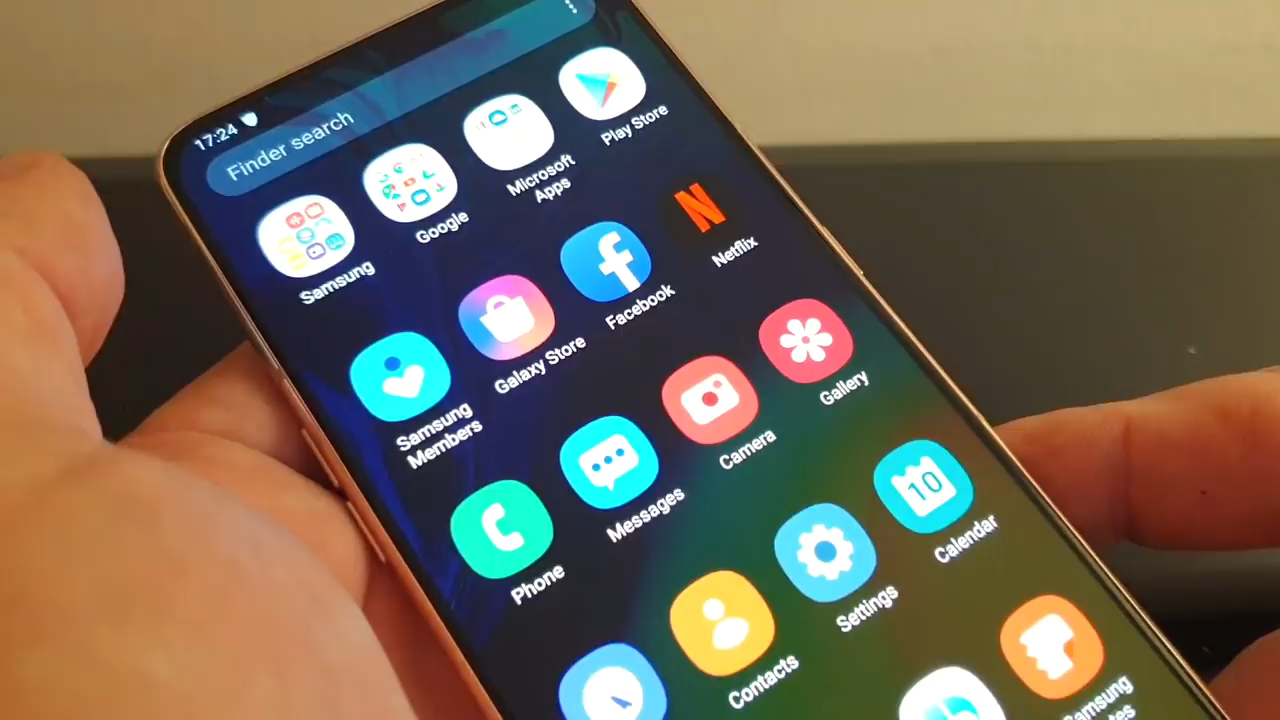 17:24
Finder search
Samsung
Google
Microsoft
Apps
Play Store
Samsung
Members
Galaxy Store
Facebook
N
Netflix
Phone
Messages
Camera
Gallery
Contacts
Settings
10
Calendar
Samsung